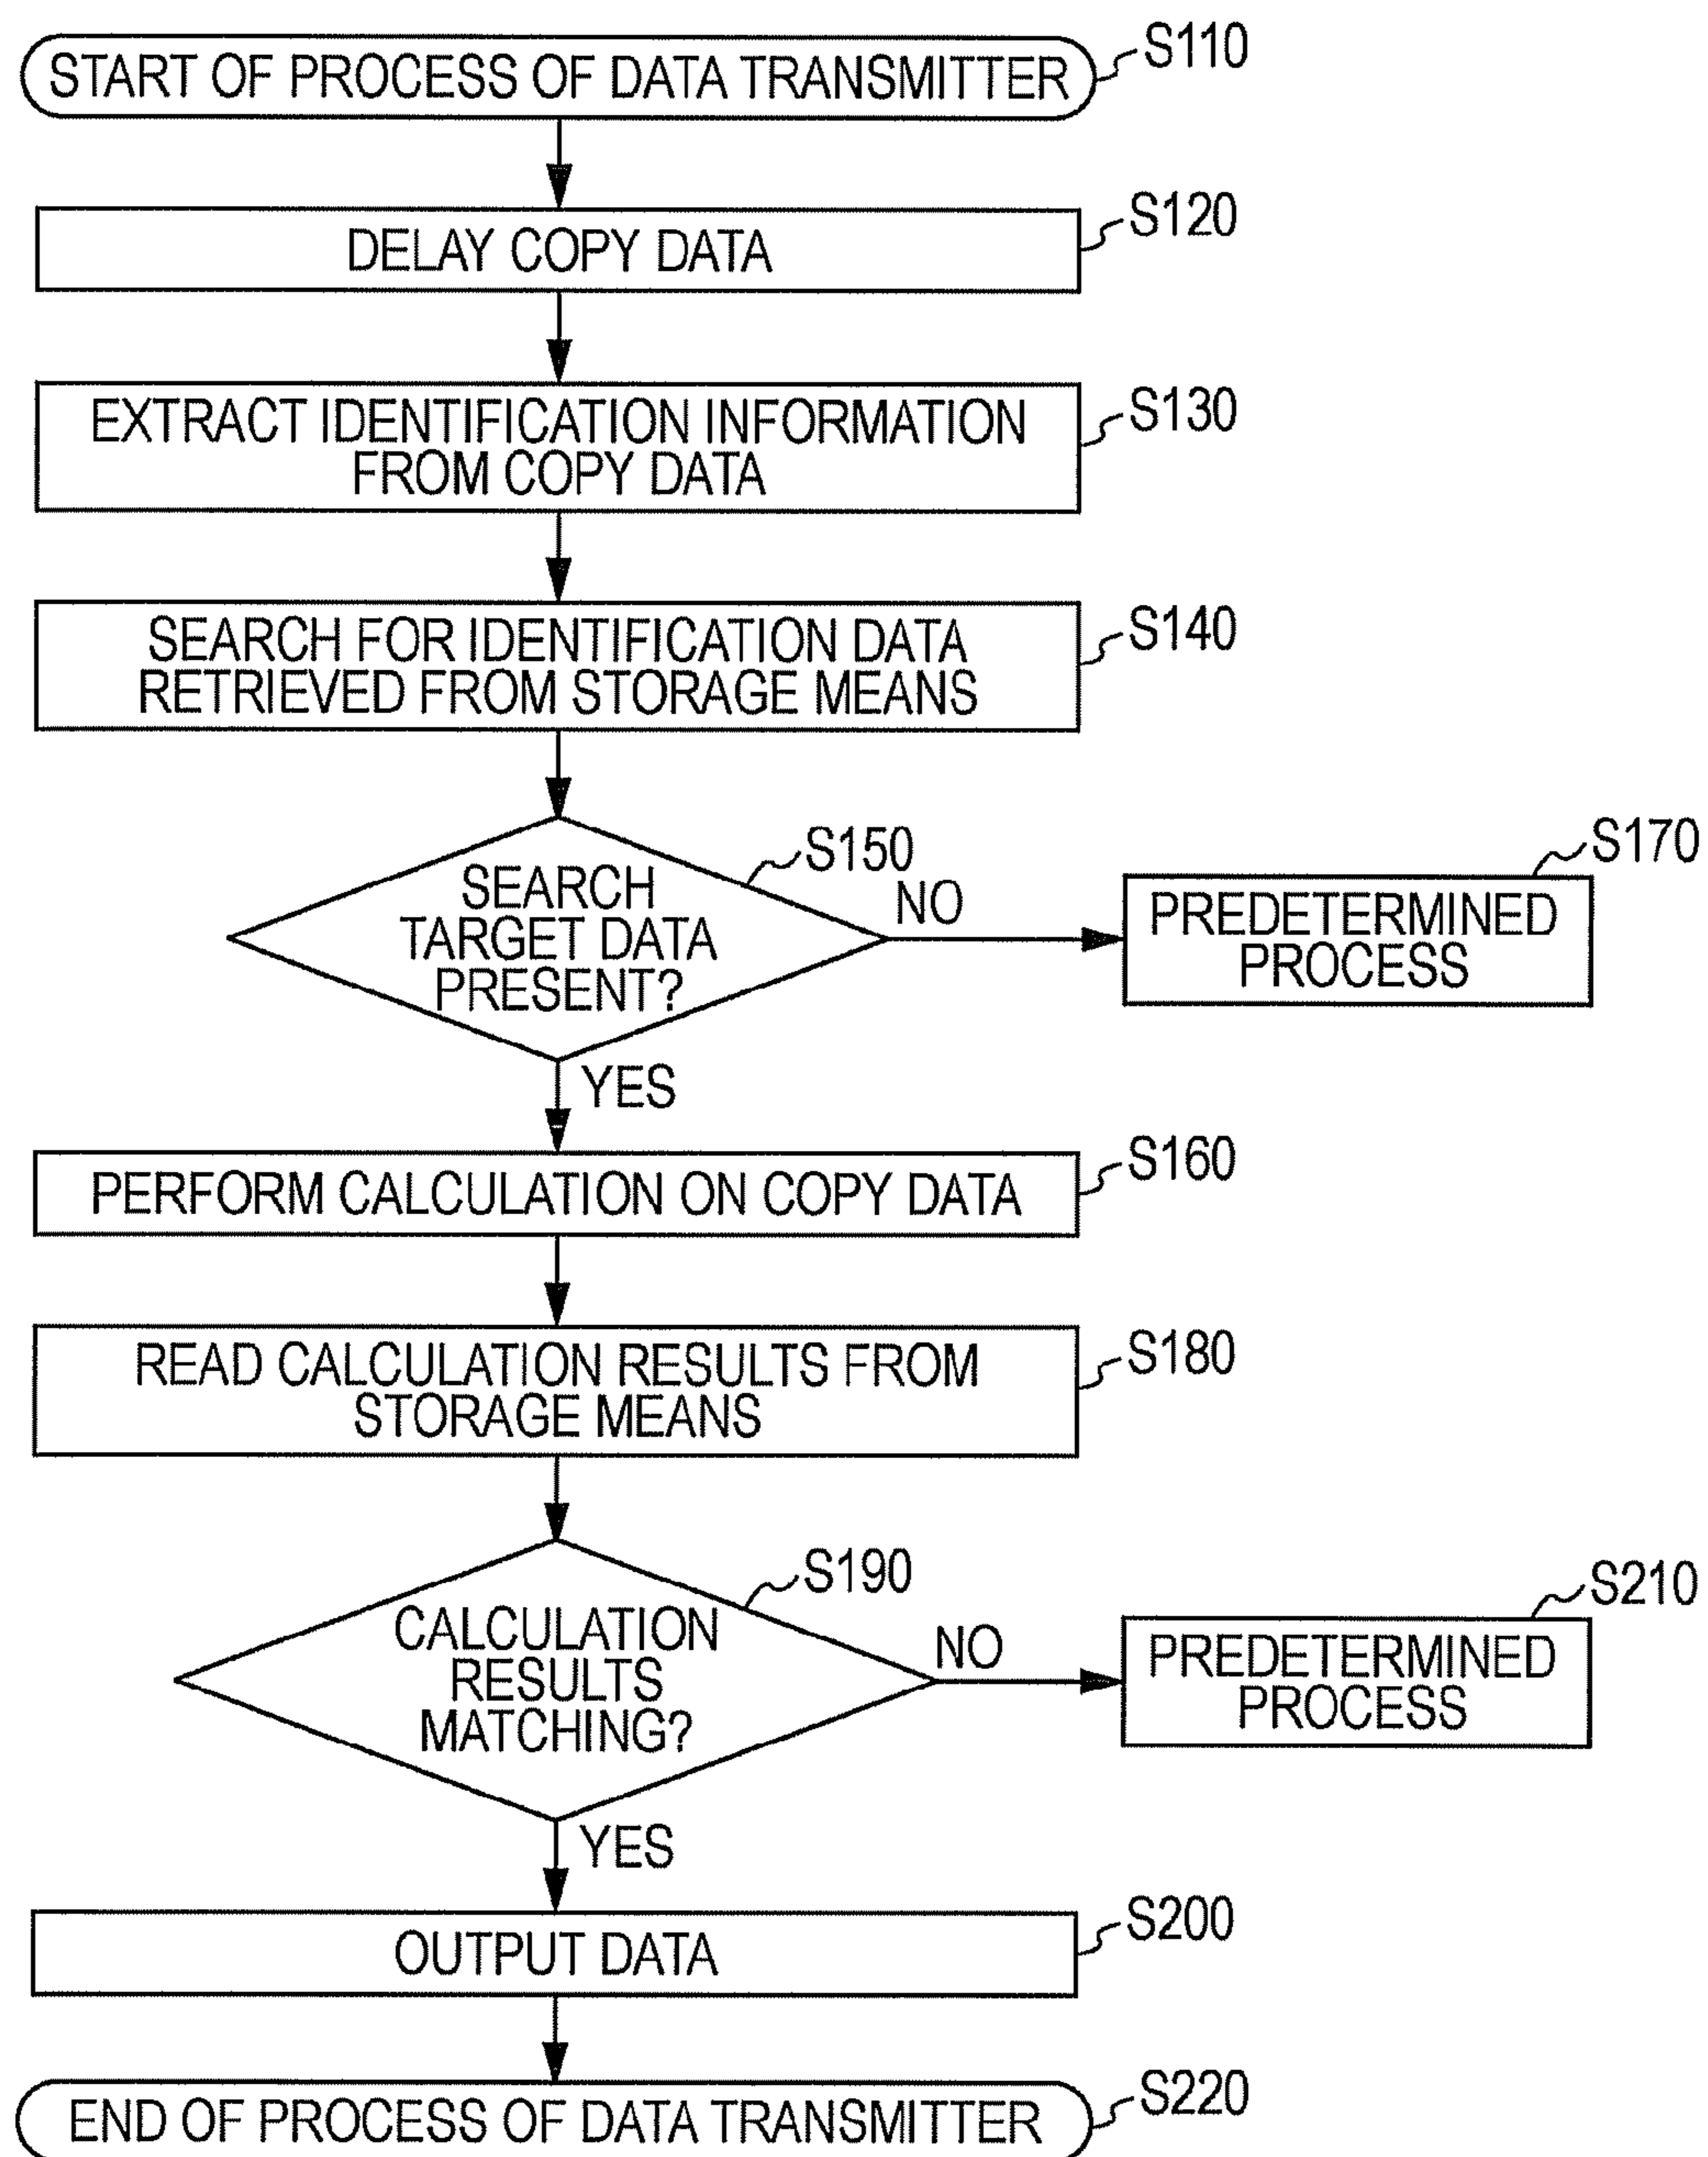 START OF PROCESS OF DATA TRANSMITTER
S110
DELAY COPY DATA
S120
EXTRACT IDENTIFICATION INFORMATION
FROM COPY DATA
S130
SEARCH FOR IDENTIFICATION DATA
RETRIEVED FROM STORAGE MEANS
S140
SEARCH
TARGET DATA
PRESENT?
S150
NO
PREDETERMINED
PROCESS
S170
YES
PERFORM CALCULATION ON COPY DATA
S160
READ CALCULATION RESULTS FROM
STORAGE MEANS
S180
CALCULATION
RESULTS
MATCHING?
S190
NO
PREDETERMINED
PROCESS
S210
YES
OUTPUT DATA
S200
END OF PROCESS OF DATA TRANSMITTER
S220